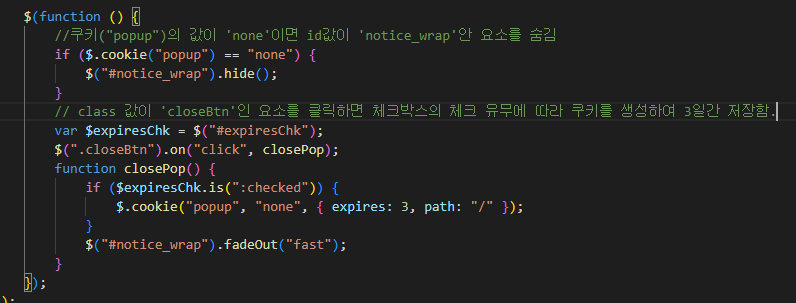 $(function () {
//쿠키("popup")의 값이 'none'이면 id값이 'notice_wrap'안 요소를 숨김
if ($.cookie("popup") == "none") {
$("#notice_wrap").hide();
}
// class 값이 'closeBtn'인 요소를 클릭하면 체크박스의 체크 유무에 따라 쿠키를 생성하여 3일간 저장함.
var $expiresChk = $("#expiresChk");
$(".closeBtn").on("click", closePop);
function closePop() {
if ($expiresChk.is(":checked")) {
$.cookie("popup", "none", { expires: 3, path: "/" });
}
$("#notice_wrap").fadeOut("fast");
}
});
);